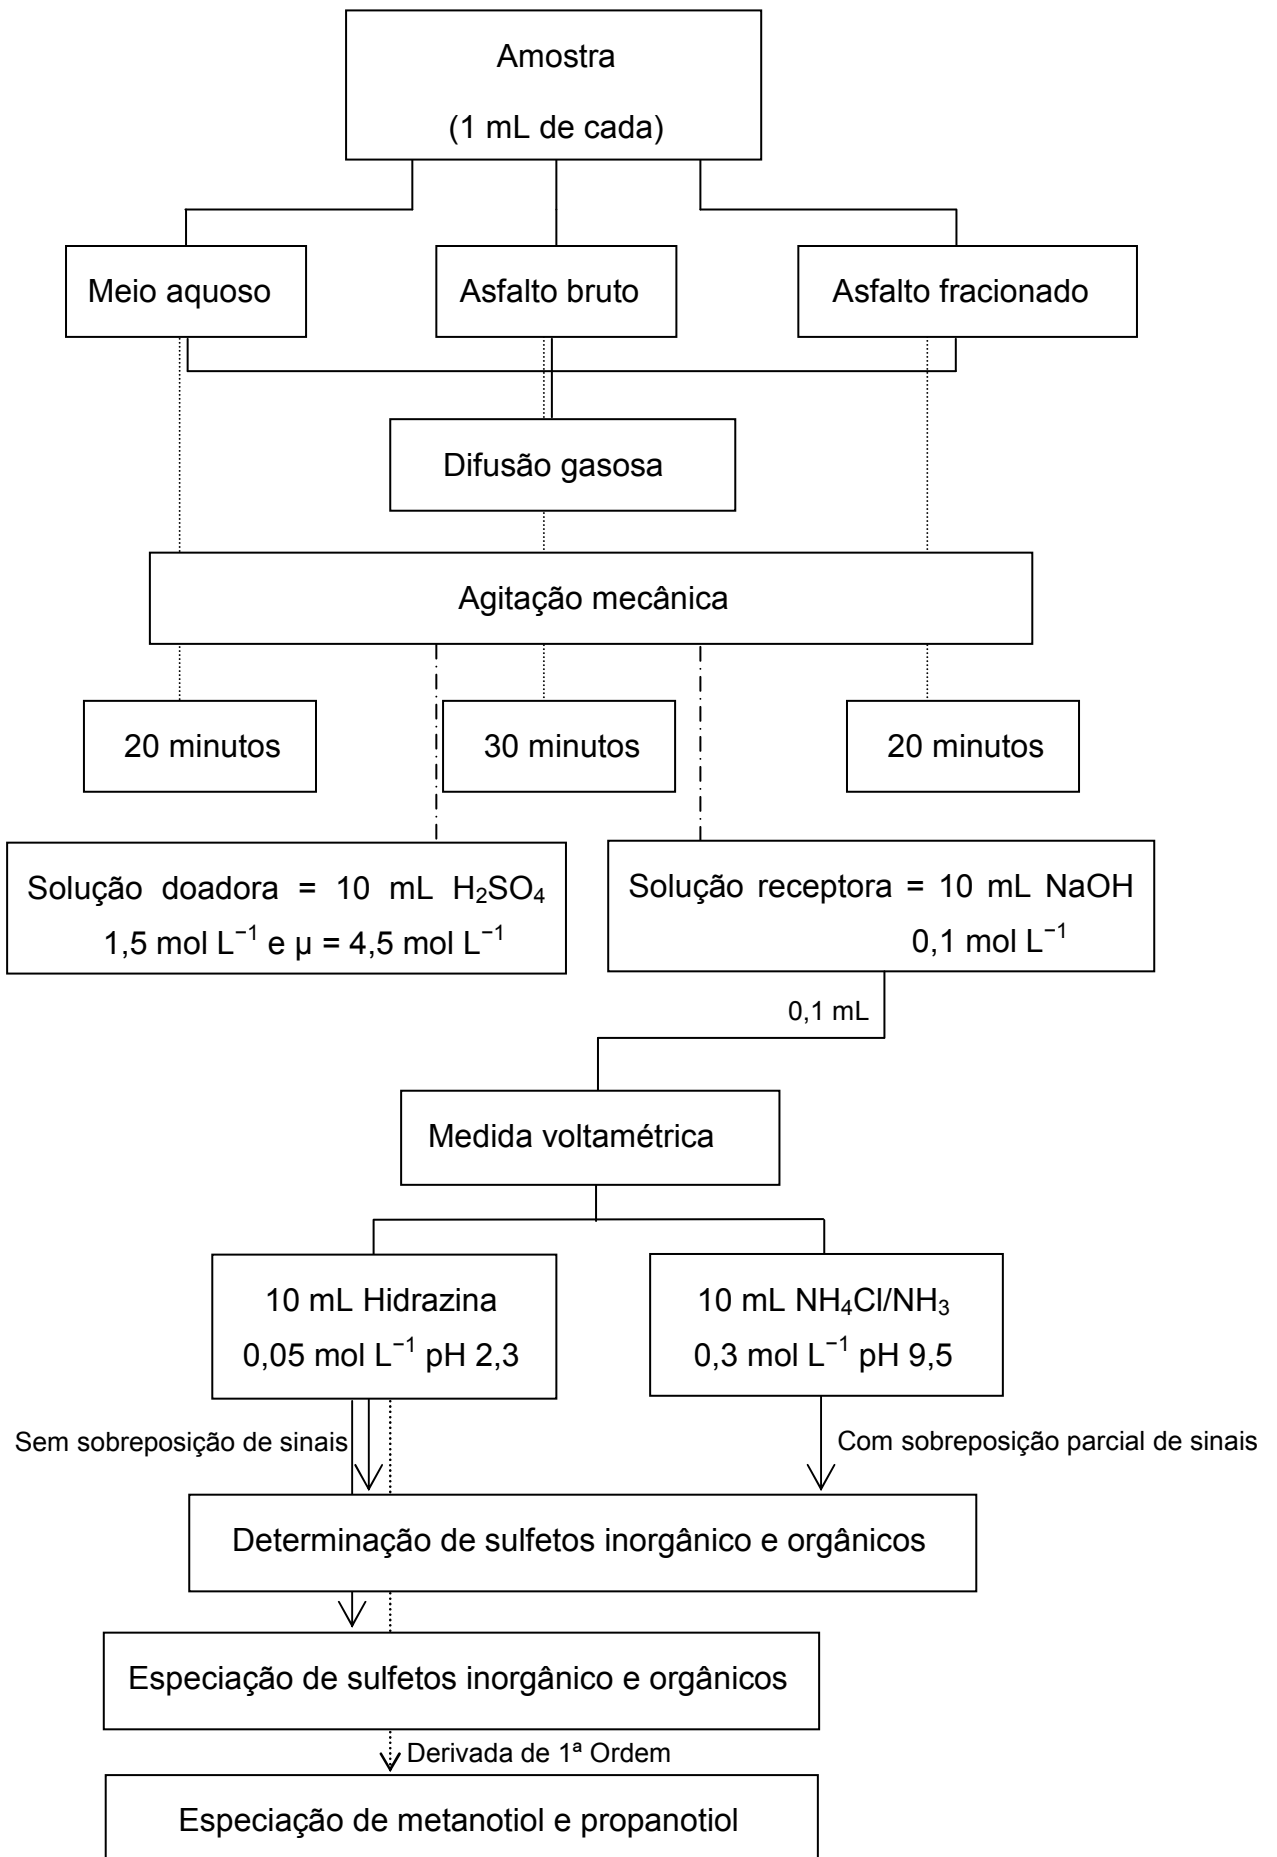 Amostra
(1 mL de cada)
Meio aquoso
Asfalto bruto
Asfalto fracionado
Difusão gasosa
Agitação mecânica
20 minutos
30 minutos
20 minutos
Solução doadora = 10 mL H₂SO₄
1,5 mol L⁻¹ e µ = 4,5 mol L⁻¹
Solução receptora = 10 mL NaOH
0,1 mol L⁻¹
0,1 mL
Medida voltamétrica
10 mL Hidrazina
0,05 mol L⁻¹ pH 2,3
10 mL NH₄Cl/NH₃
0,3 mol L⁻¹ pH 9,5
Sem sobreposição de sinais
Com sobreposição parcial de sinais
Determinação de sulfetos inorgânico e orgânicos
Especiação de sulfetos inorgânico e orgânicos
Derivada de 1ª Ordem
Especiação de metanotiol e propanotiol